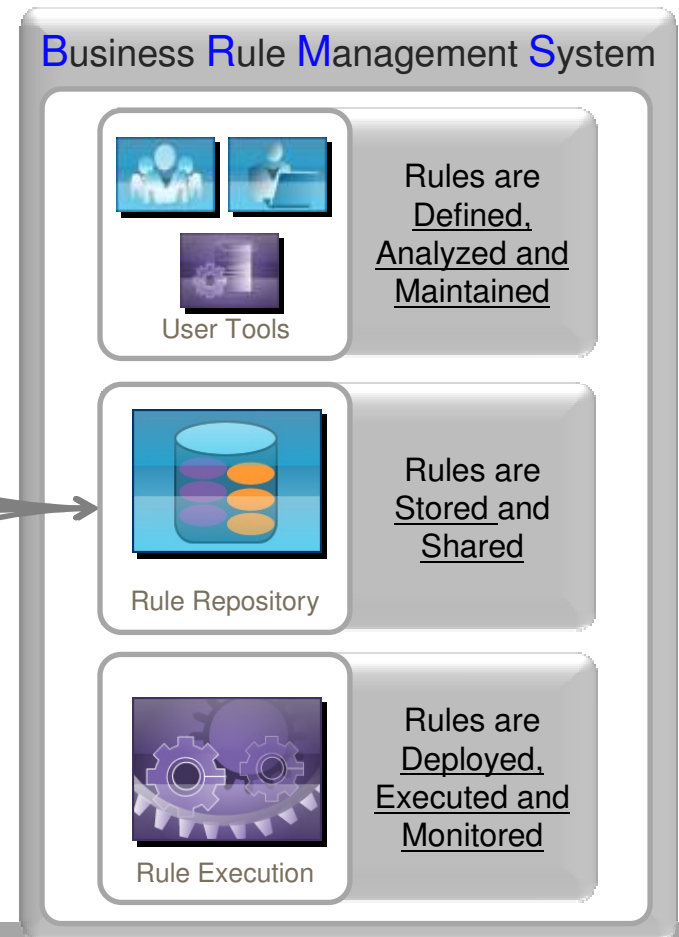 Business Rule Management System
Rules are
Defined,
Analyzed and
Maintained
User Tools
Rules are
Stored and
Shared
Rule Repository
Rules are
Deployed,
Executed and
Monitored
Rule Execution